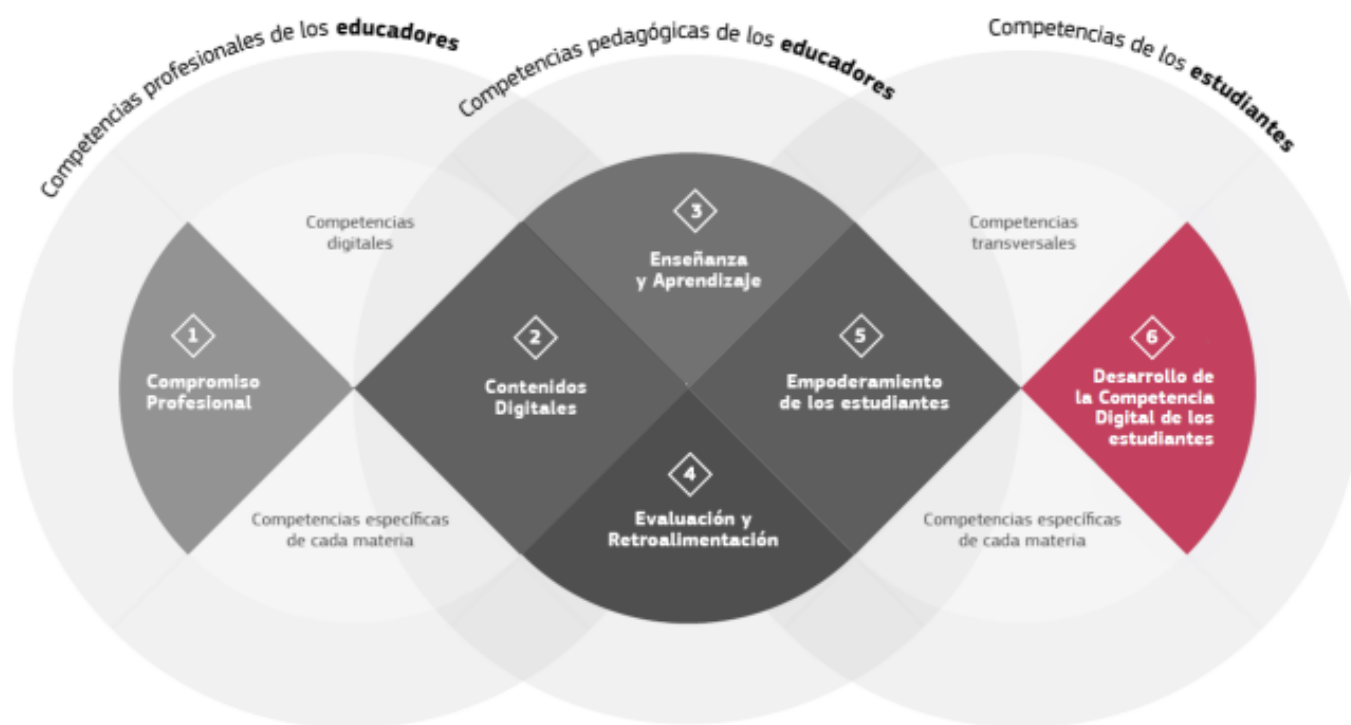 Competencias profesionales de los educadores
Competencias pedagógicas de los educadores
Competencias de los estudiantes
Competencias
digitales
Competencias
transversales
1
Compromiso
Profesional
2
Contenidos
Digitales
3
Enseñanza
y Aprendizaje
4
Evaluación y
Retroalimentación
5
Empoderamiento
de los estudiantes
6
Desarrollo de
la Competencia
Digital de los
estudiantes
Competencias específicas
de cada materia
Competencias específicas
de cada materia